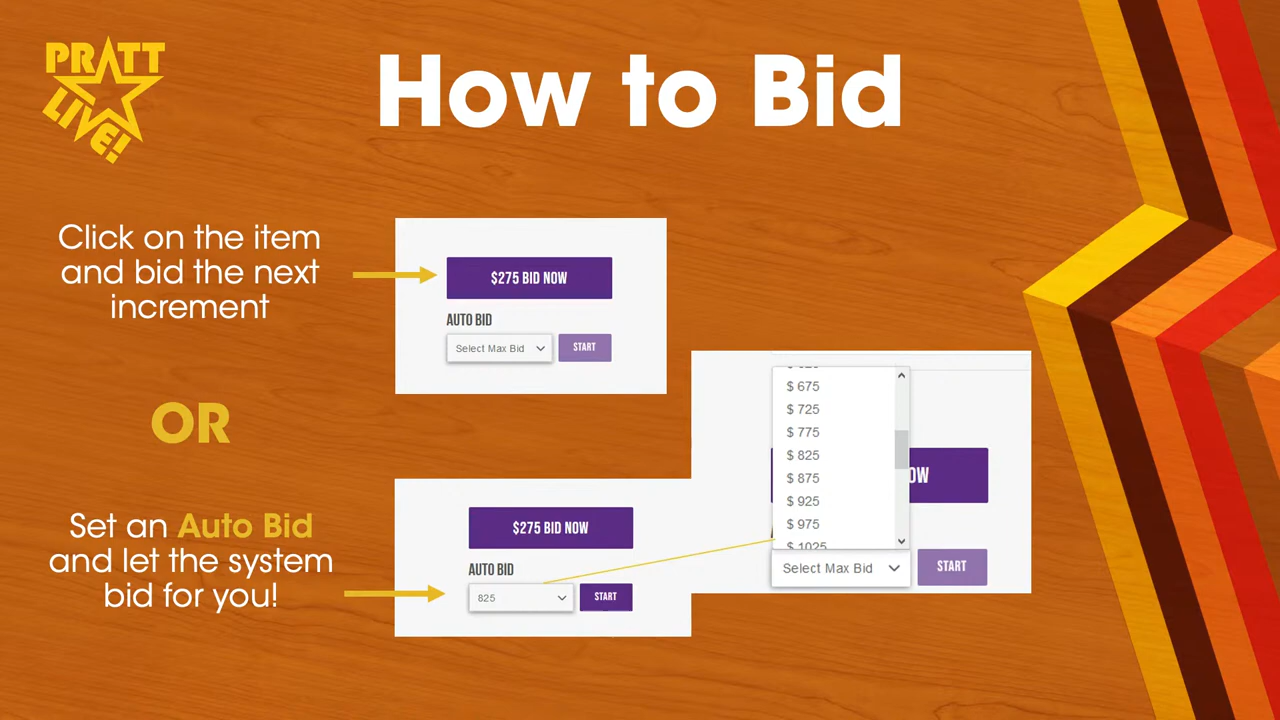 PRATT
LIVE!
How to Bid
Click on the item
and bid the next
increment
$275 BID NOW
AUTO BID
Select Max Bid
START
OR
Set an Auto Bid
and let the system
bid for you!
$275 BID NOW
AUTO BID
825
START
$ 675
$ 725
$ 775
$ 825
$ 875
$ 925
$ 975
$ 1025
OW
Select Max Bid
START